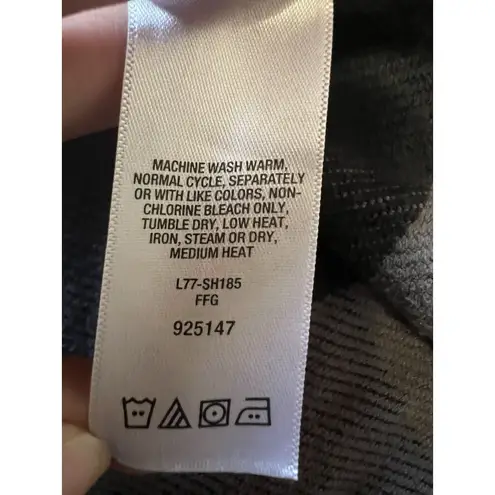 MACHINE WASH WARM,
NORMAL CYCLE, SEPARATELY
OR WITH LIKE COLORS, NON-
CHLORINE BLEACH ONLY,
TUMBLE DRY, LOW HEAT,
IRON, STEAM OR DRY,
MEDIUM HEAT
L77-SH185
FFG
925147